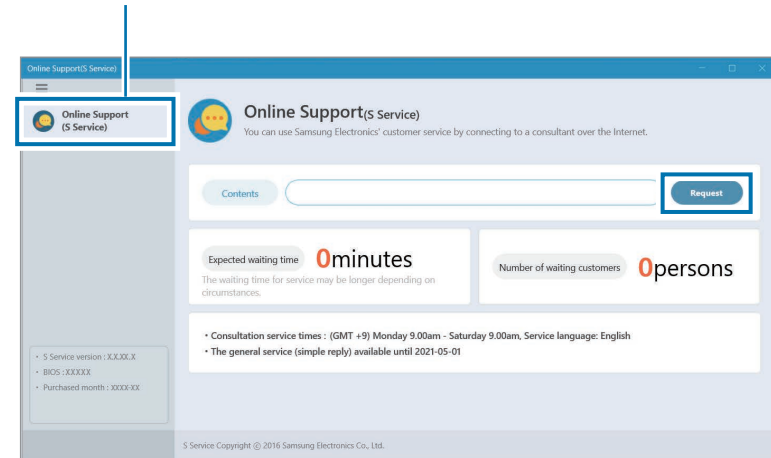 Online Support(S Service)
Online Support
(S Service)
Online Support(S Service)
You can use Samsung Electronics' customer service by connecting to a consultant over the Internet.
Contents
Request
Expected waiting time 0minutes
The waiting time for service may be longer depending on
circumstances.
Number of waiting customers 0persons
• Consultation service times : (GMT +9) Monday 9.00am - Saturday 9.00am, Service language: English
• The general service (simple reply) available until 2021-05-01
• S Service version : X.X.XX.X
• BIOS : XXXXX
• Purchased month : XXXX-XX
S Service Copyright ⓒ 2016 Samsung Electronics Co., Ltd.